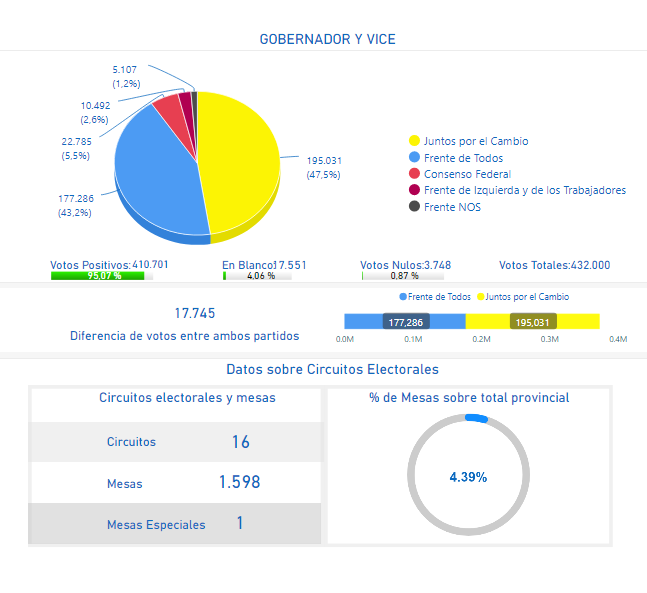 GOBERNADOR Y VICE
5.107
(1,2%)
10.492
(2,6%)
22.785
(5,5%)
177.286
(43,2%)
195.031
(47,5%)
Juntos por el Cambio
Frente de Todos
Consenso Federal
Frente de Izquierda y de los Trabajadores
Frente NOS
Votos Positivos: 410.701
95,07 %
En Blanco: 17.551
4,06 %
Votos Nulos: 3.748
0,87 %
Votos Totales: 432.000
17.745
Diferencia de votos entre ambos partidos
Frente de Todos Juntos por el Cambio
177,286 195,031
0.0M 0.1M 0.2M 0.3M 0.4M
Datos sobre Circuitos Electorales
Circuitos electorales y mesas
Circuitos 16
Mesas 1.598
Mesas Especiales 1
% de Mesas sobre total provincial
4.39%